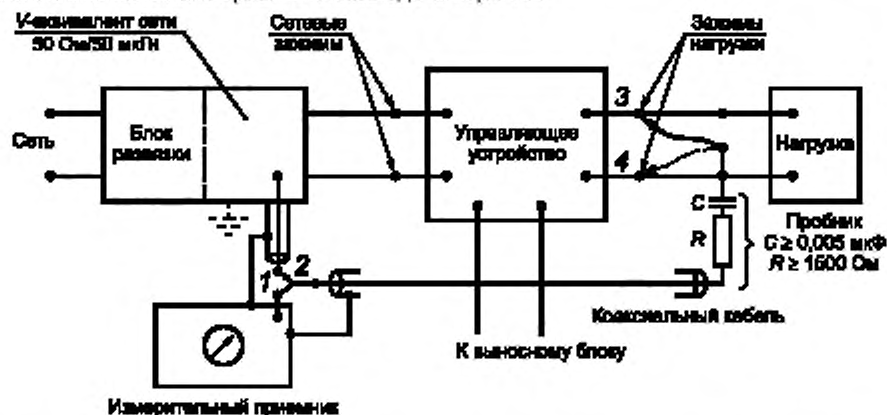 V-эквивалент сети
50 Ом/50 мкГн
Сетевые
зажимы
Зажимы
нагрузки
3
Сеть
Блок
развязки
Управляющее
устройство
4
Нагрузка
C
R
Пробник
C ≥ 0,005 мкФ
R ≥ 1500 Ом
1
2
Коаксиальный кабель
К выносному блоку
Измерительный приемник